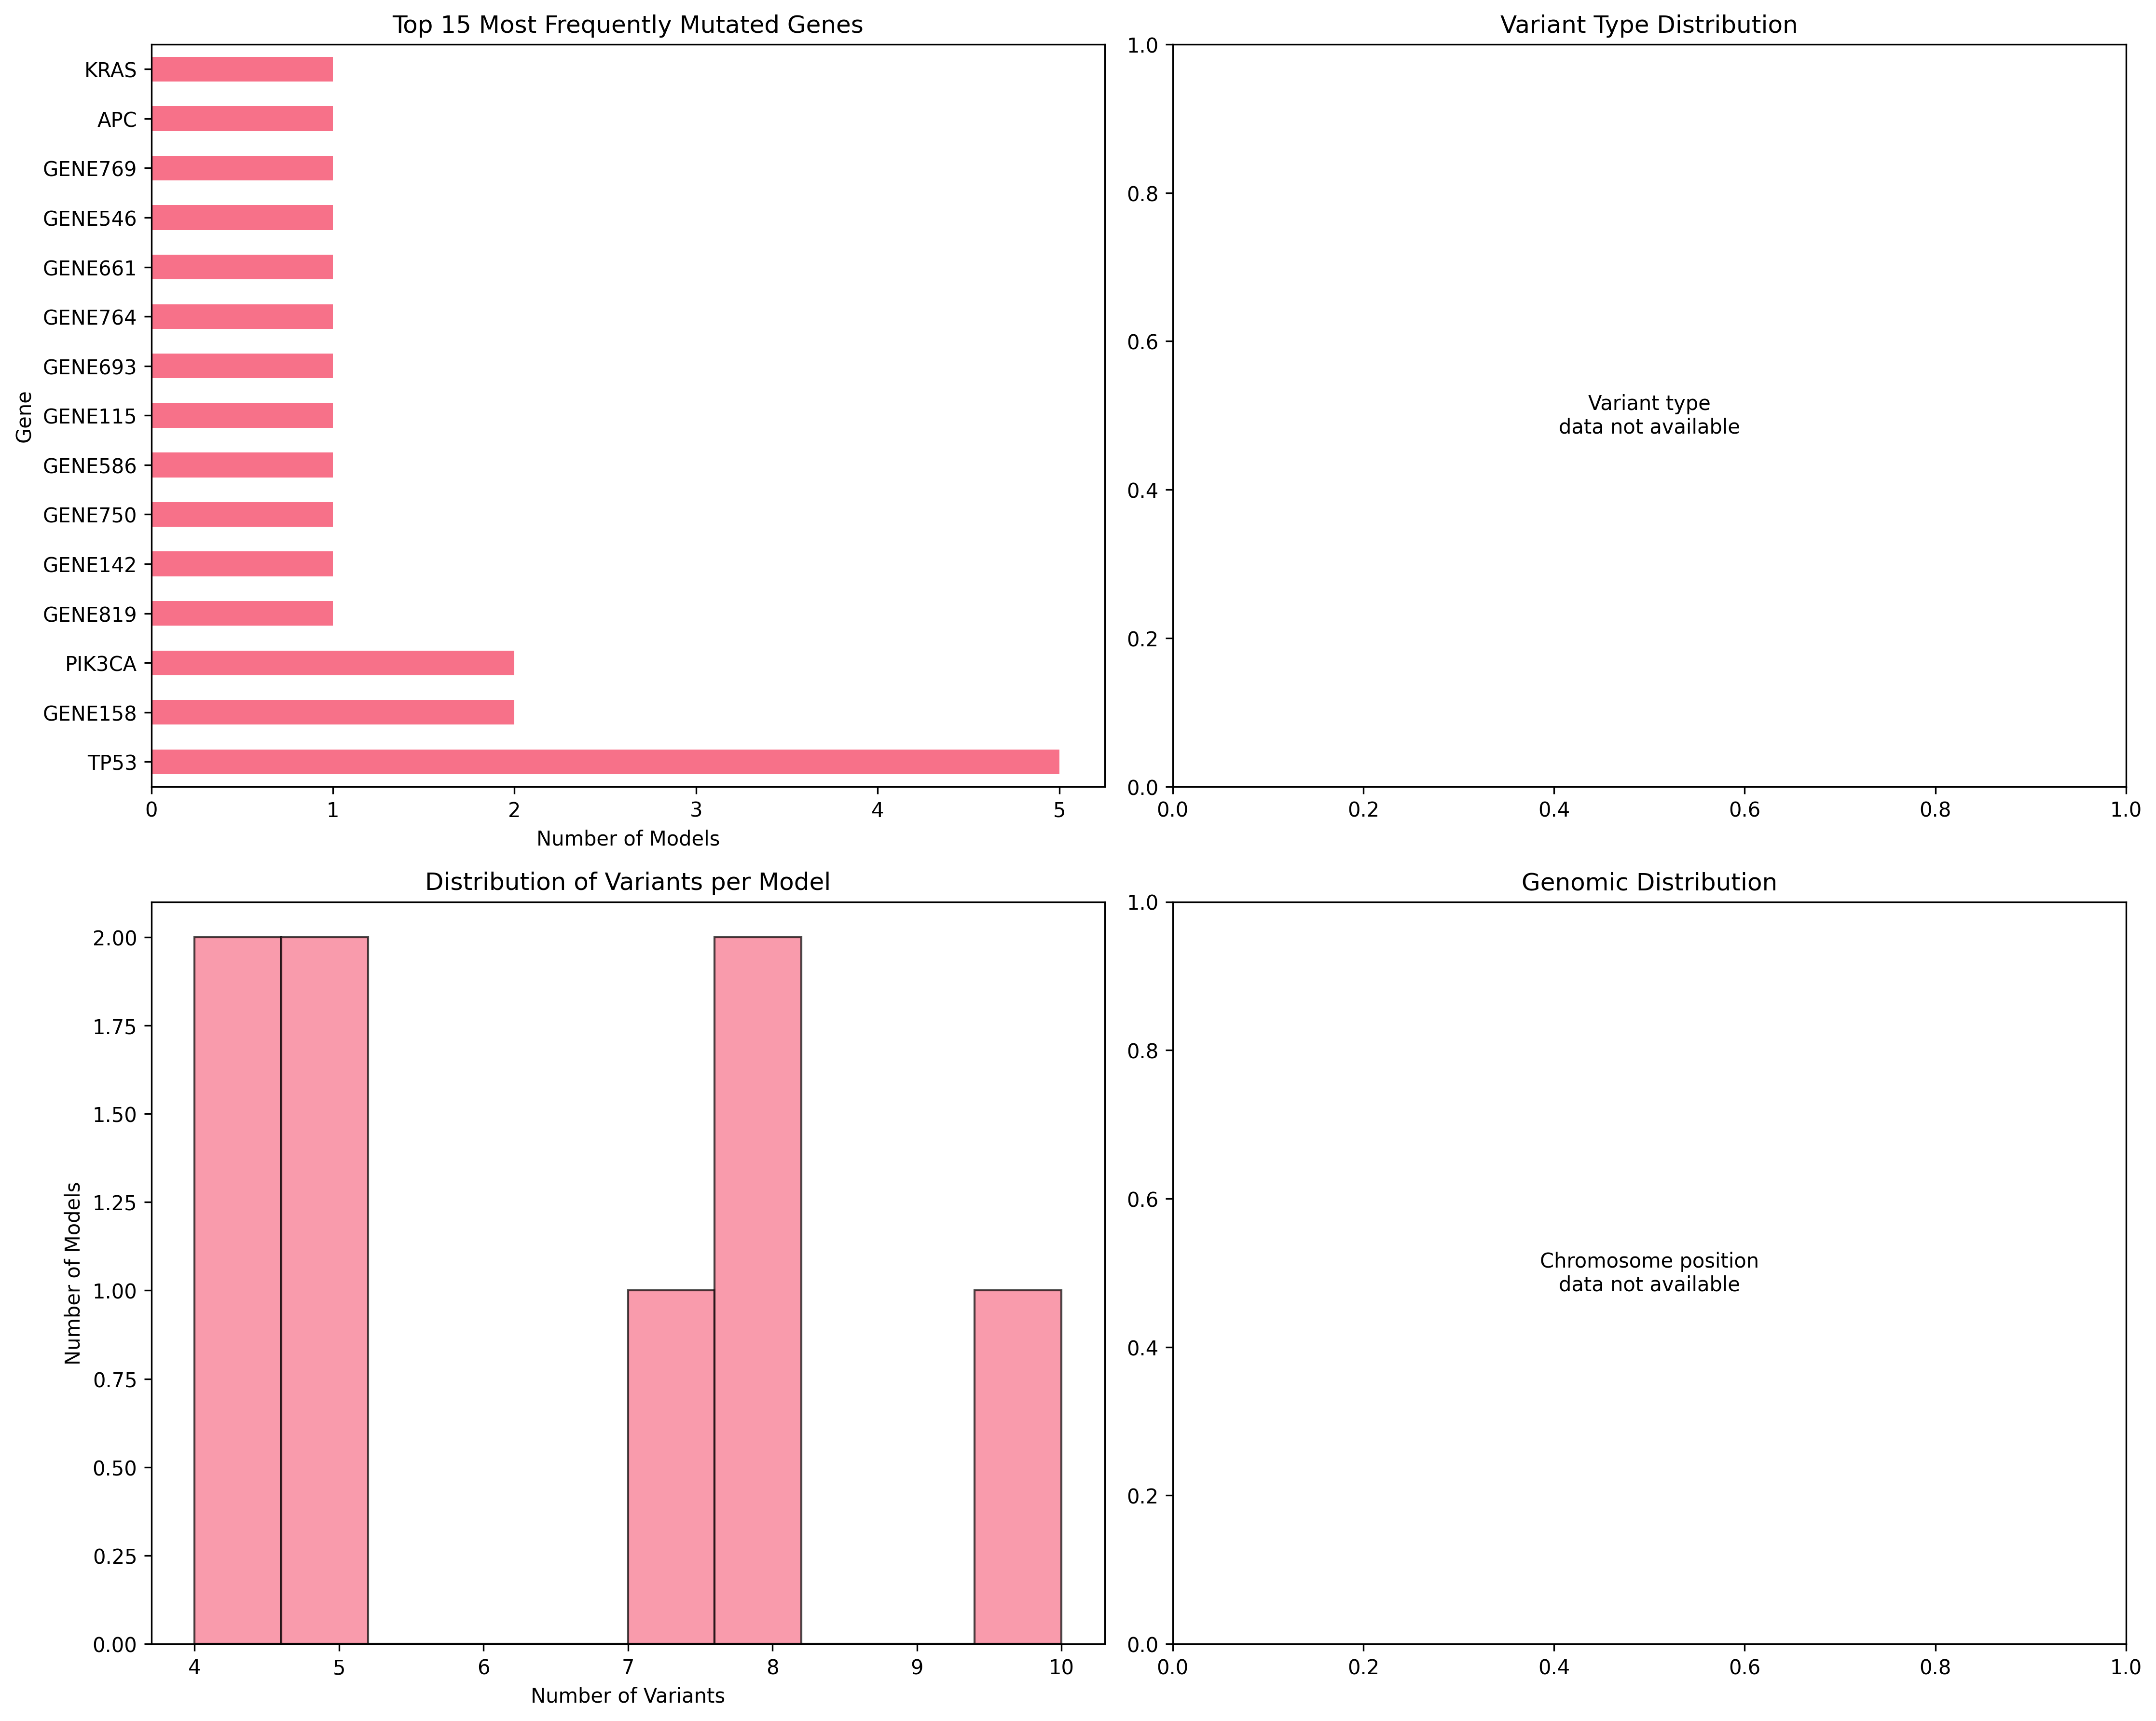 Top 15 Most Frequently Mutated Genes
Gene
KRAS
APC
GENE769
GENE546
GENE661
GENE764
GENE693
GENE115
GENE586
GENE750
GENE142
GENE819
PIK3CA
GENE158
TP53
0 1 2 3 4 5
Number of Models
Variant Type Distribution
1.0
0.8
0.6
0.4
0.2
0.0
Variant type
data not available
0.0 0.2 0.4 0.6 0.8 1.0
Distribution of Variants per Model
Number of Models
2.00
1.75
1.50
1.25
1.00
0.75
0.50
0.25
0.00
4 5 6 7 8 9 10
Number of Variants
Genomic Distribution
1.0
0.8
0.6
0.4
0.2
0.0
Chromosome position
data not available
0.0 0.2 0.4 0.6 0.8 1.0